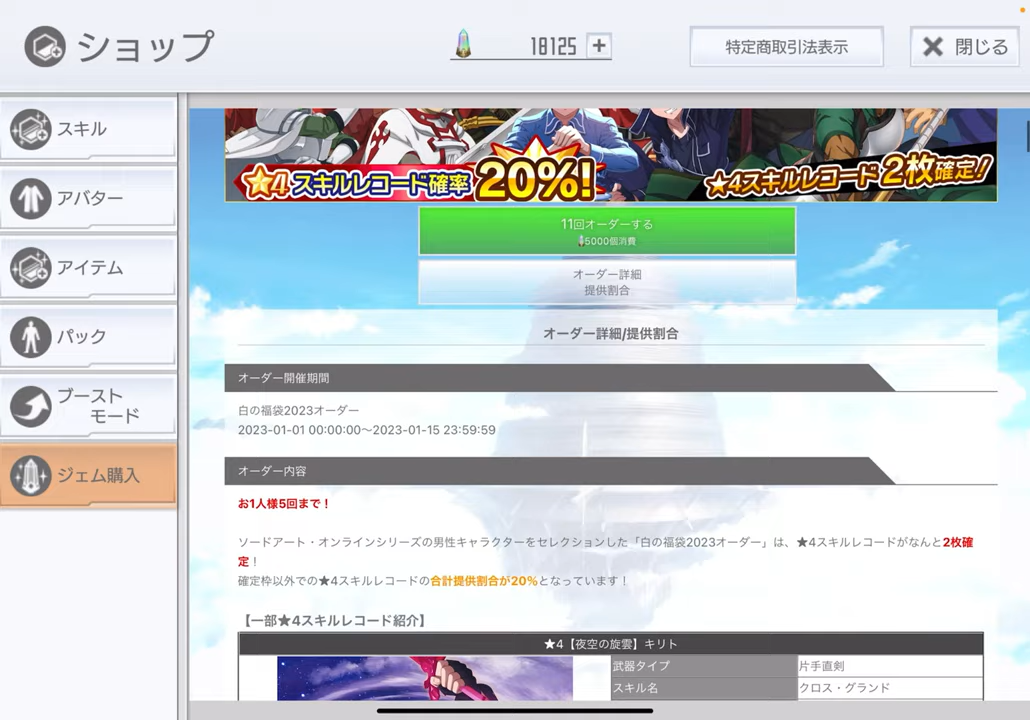 ショップ
18125
特定商取引法表示
閉じる
スキル
アバター
アイテム
パック
ブースト
モード
ジェム購入
★4スキルレコード確率20%!
★4スキルレコード2枚確定!
11回オーダーする
5000個消費
オーダー詳細
提供割合
オーダー詳細/提供割合
オーダー開催期間
白の福袋2023オーダー
2023-01-01 00:00:00〜2023-01-15 23:59:59
オーダー内容
お1人様5回まで！
ソードアート・オンラインシリーズの男性キャラクターをセレクションした「白の福袋2023オーダー」は、★4スキルレコードがなんと2枚確
定！
確定枠以外での★4スキルレコードの合計提供割合が20%となっています！
【一部★4スキルレコード紹介】
★4【夜空の旋雲】キリト
武器タイプ 片手直剣
スキル名 クロス・グランド